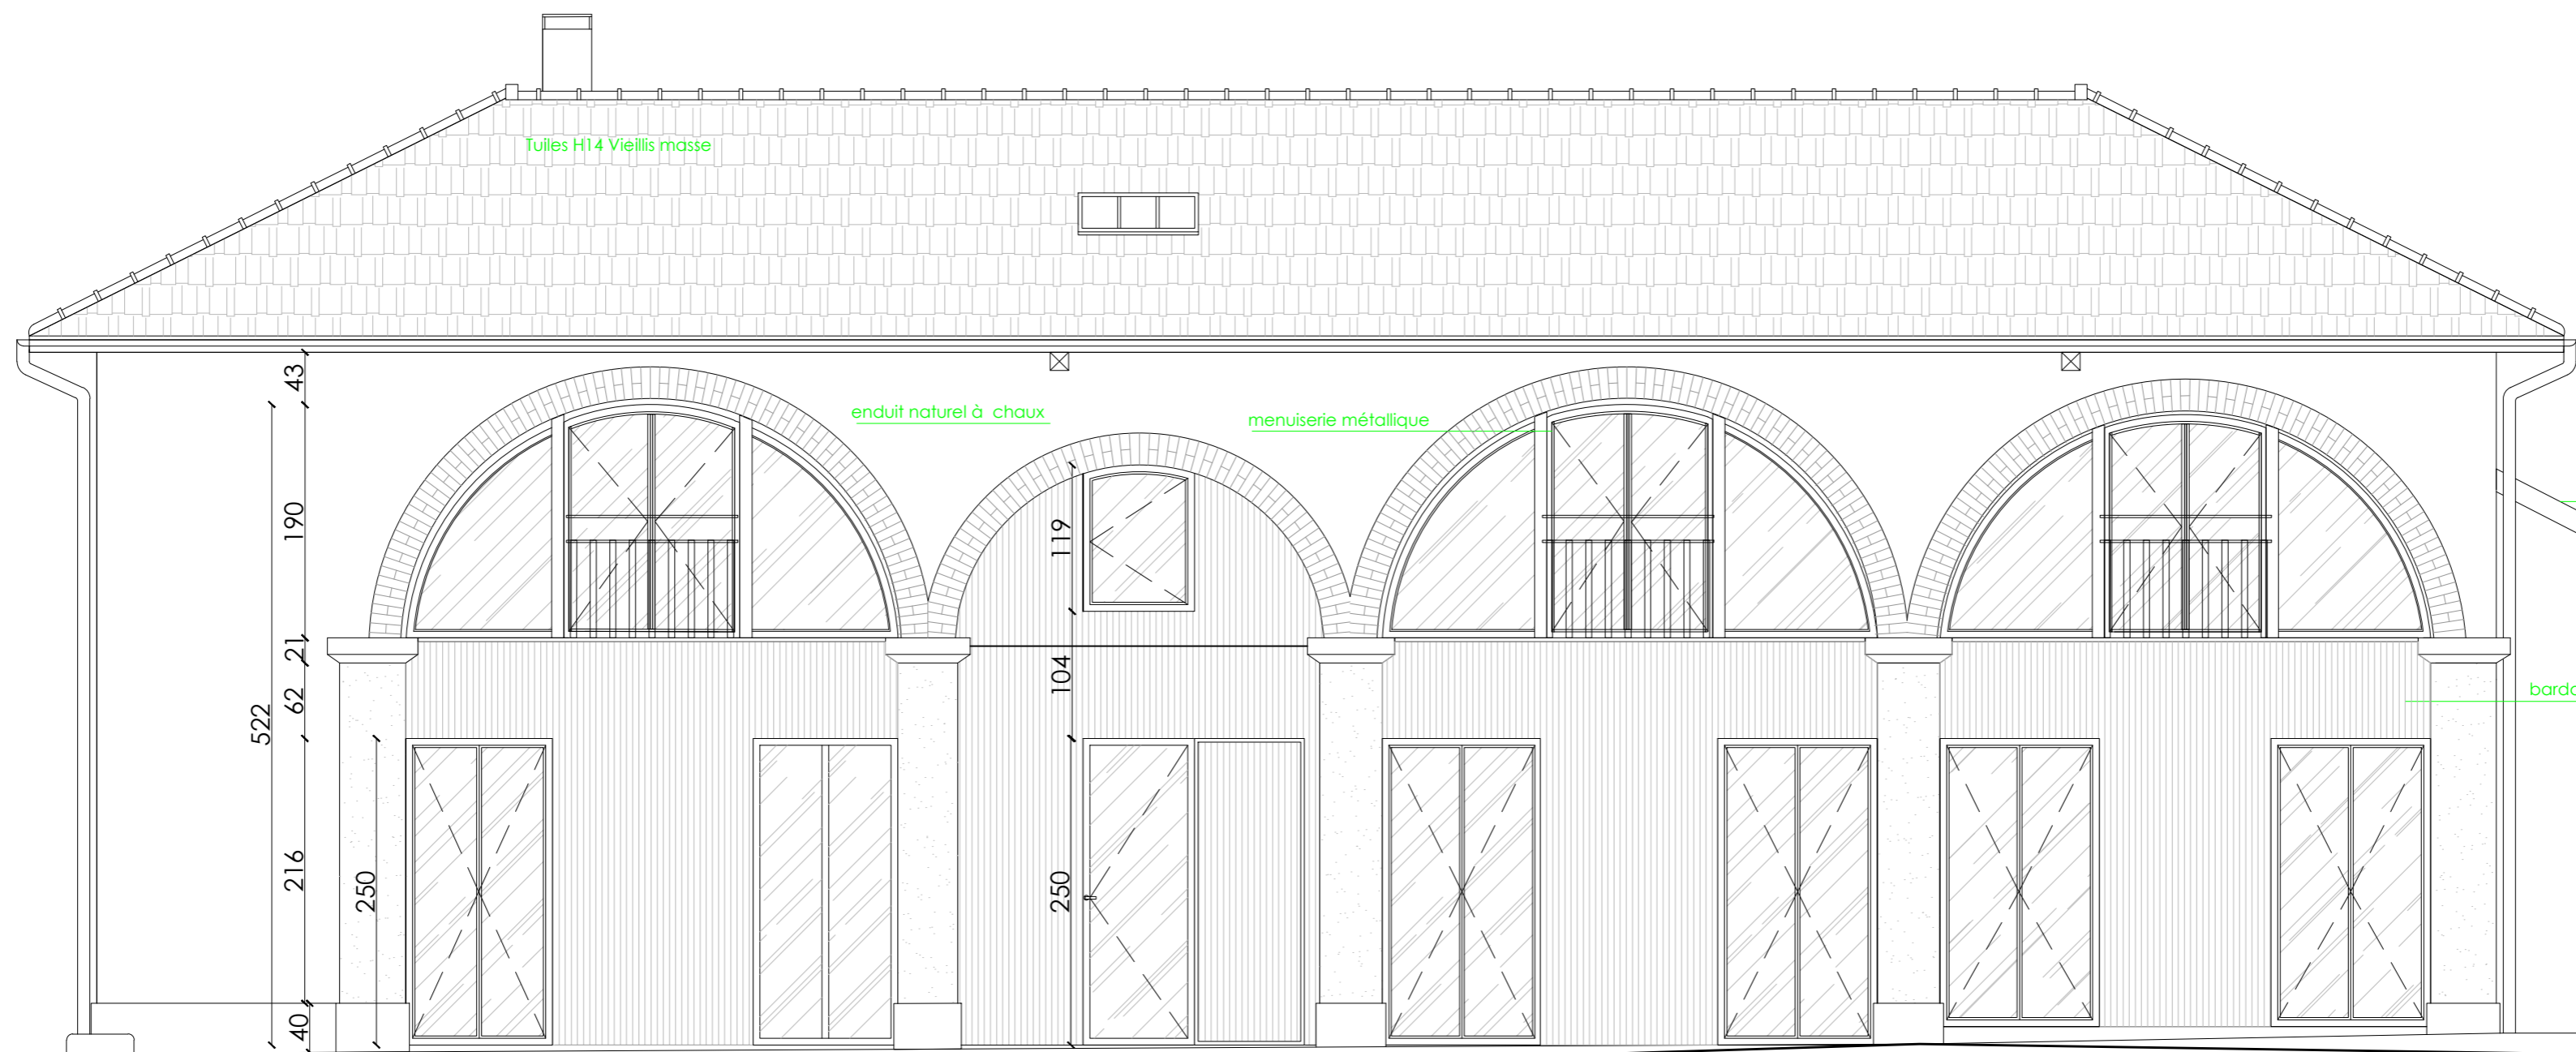 Tuiles H14 Vieillis masse
43
enduit naturel à chaux
menuiserie métallique
190
119
21
104
62
522
bardo
216
250
250
40